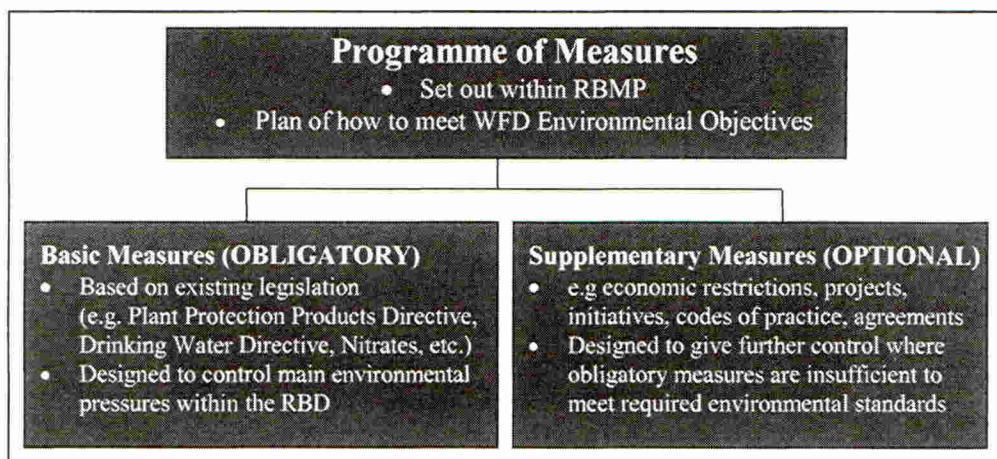 Programme of Measures
• Set out within RBMP
• Plan of how to meet WFD Environmental Objectives
Basic Measures (OBLIGATORY)
• Based on existing legislation
(e.g. Plant Protection Products Directive,
Drinking Water Directive, Nitrates, etc.)
• Designed to control main environmental
pressures within the RBD
Supplementary Measures (OPTIONAL)
• e.g economic restrictions, projects,
initiatives, codes of practice, agreements
• Designed to give further control where
obligatory measures are insufficient to
meet required environmental standards